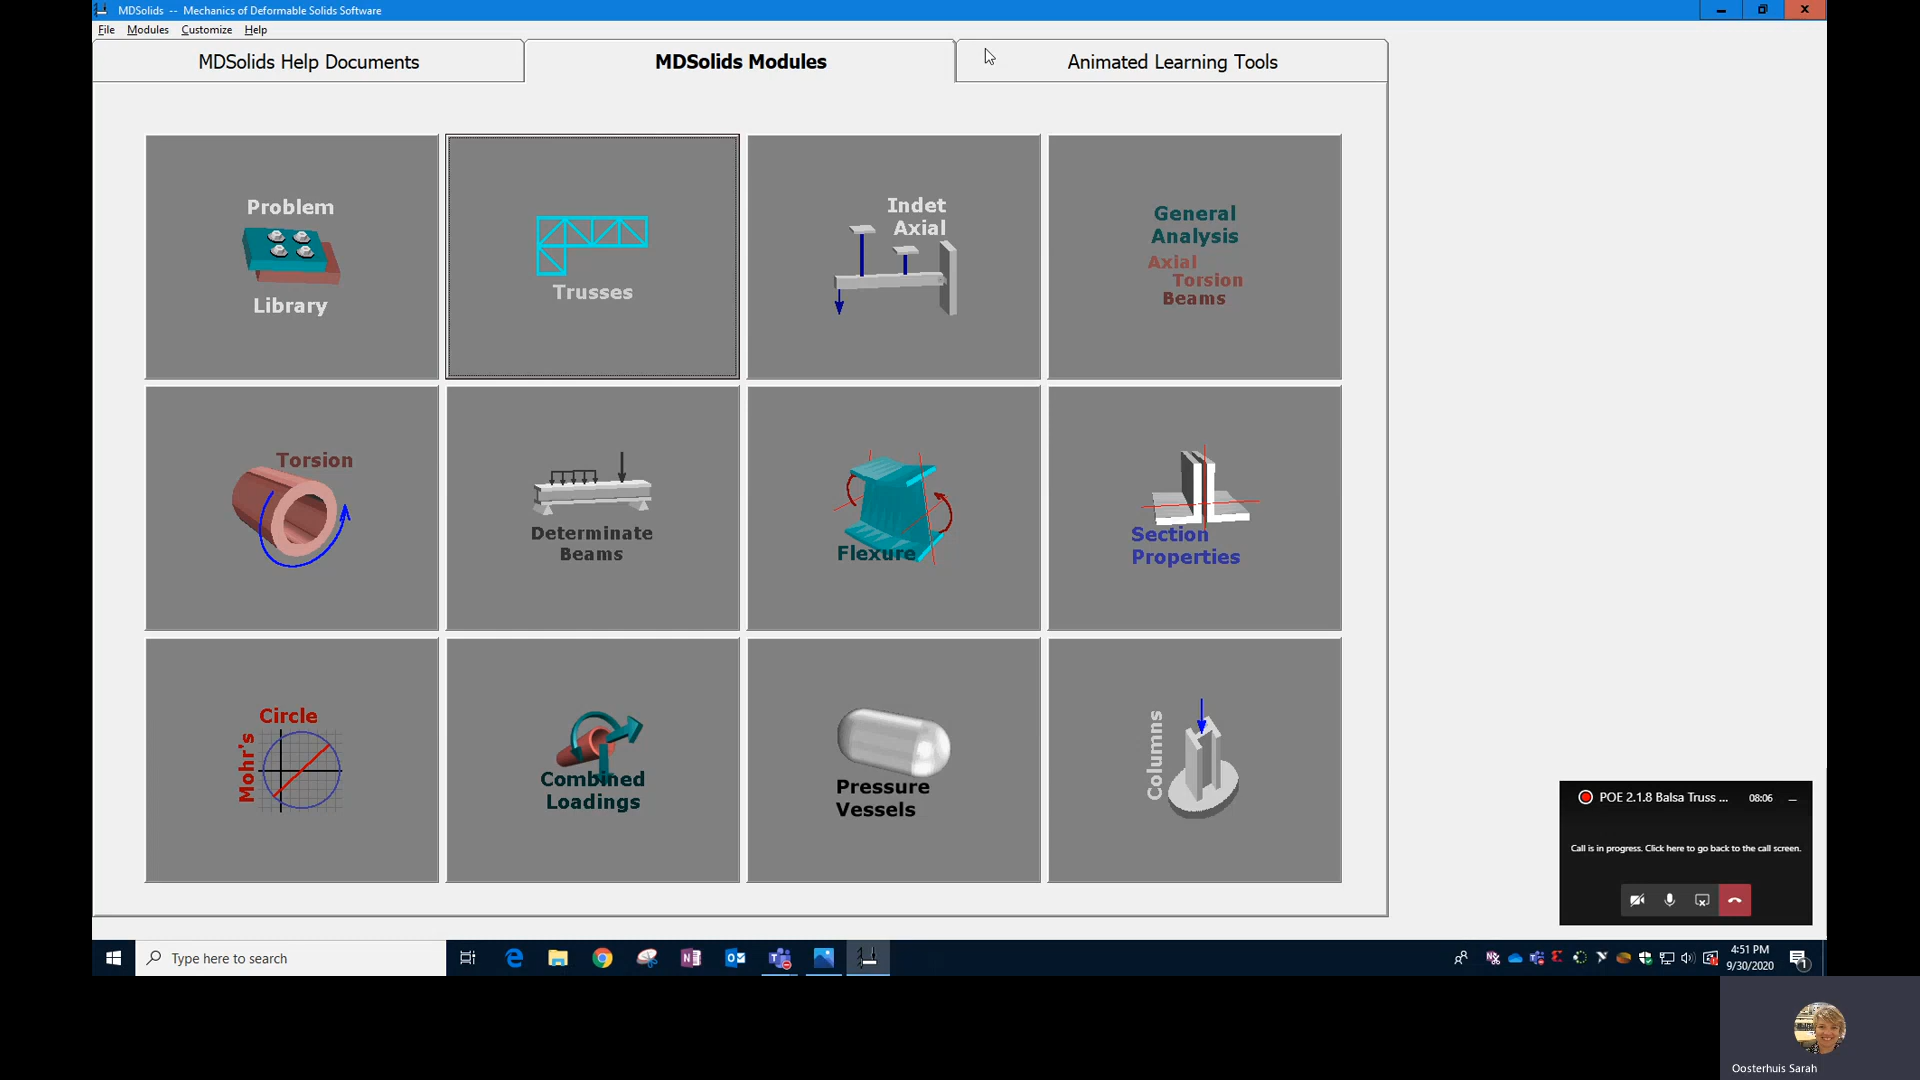 MDSolids -- Mechanics of Deformable Solids Software
File Modules Customize Help
MDSolids Help Documents
MDSolids Modules
Animated Learning Tools
Problem
Library
Trusses
Indet
Axial
General
Analysis
Axial
Torsion
Beams
Torsion
Determinate
Beams
Flexure
Section
Properties
Circle
Mohr's
Combined
Loadings
Pressure
Vessels
Columns
POE 2.1.8 Balsa Truss ... 08:06
Call is in progress. Click here to go back to the call screen.
Type here to search
4:51 PM
9/30/2020
1
Oosterhuis Sarah